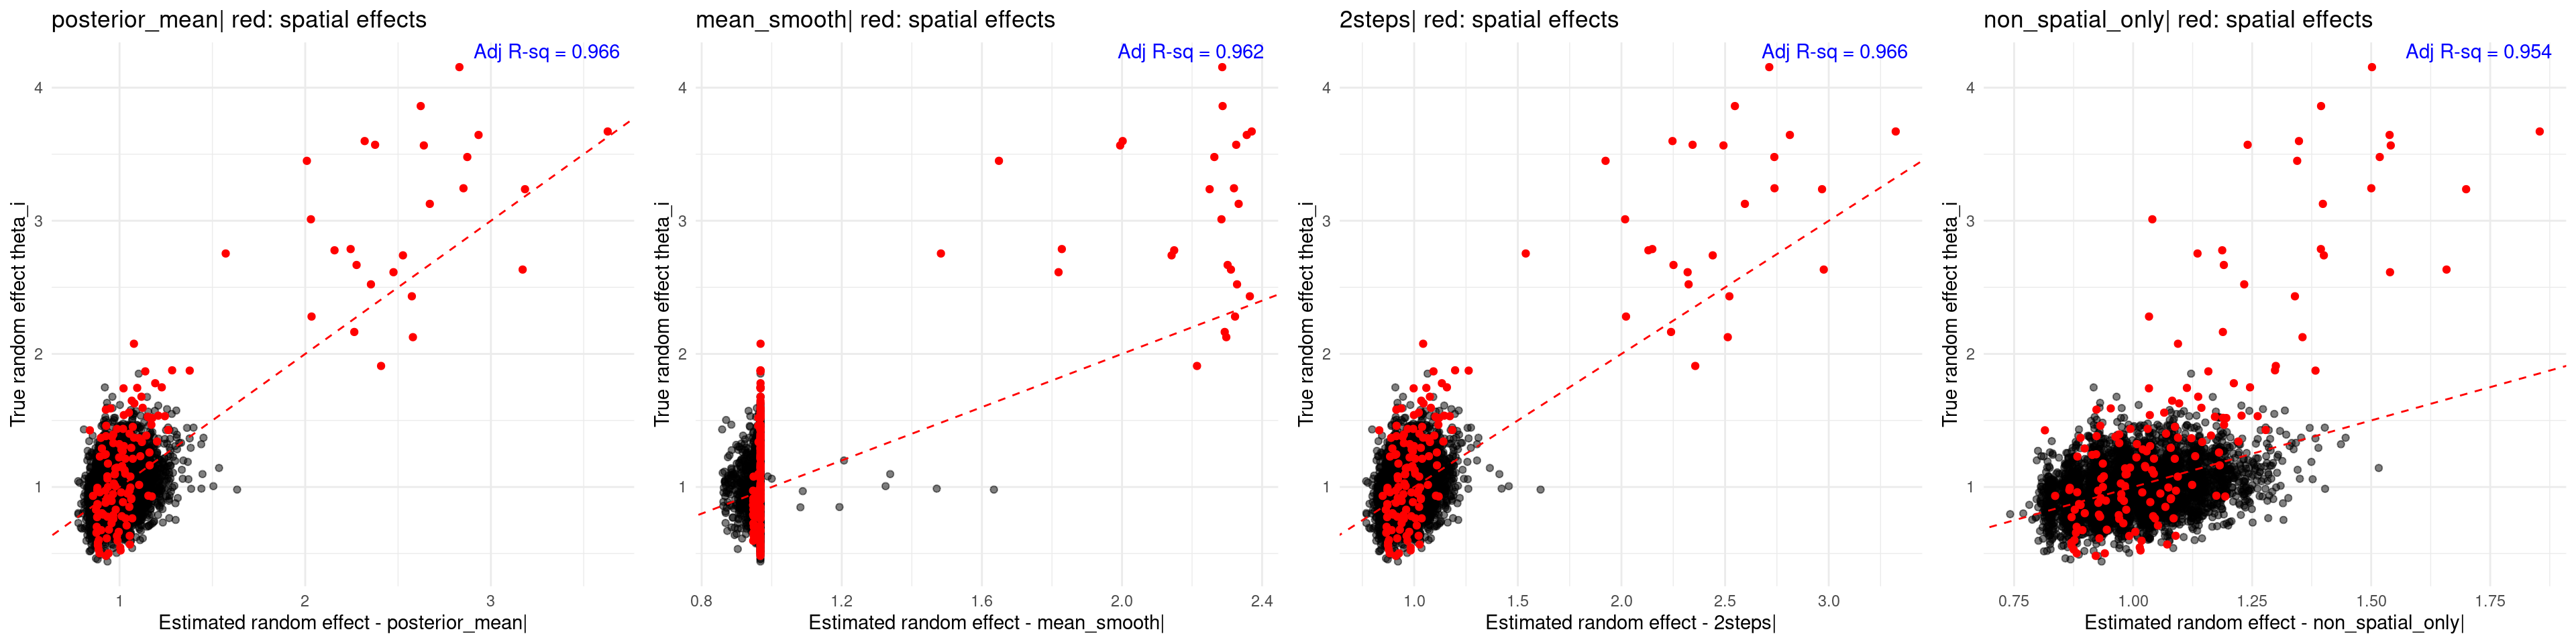 posterior_mean| red: spatial effects
Adj R-sq = 0.966
True random effect theta_i
4
3
2
1
1
2
3
Estimated random effect - posterior_mean|
mean_smooth| red: spatial effects
Adj R-sq = 0.962
True random effect theta_i
4
3
2
1
0.8
1.2
1.6
2.0
2.4
Estimated random effect - mean_smooth|
2steps| red: spatial effects
Adj R-sq = 0.966
True random effect theta_i
4
3
2
1
1.0
1.5
2.0
2.5
3.0
Estimated random effect - 2steps|
non_spatial_only| red: spatial effects
Adj R-sq = 0.954
True random effect theta_i
4
3
2
1
0.75
1.00
1.25
1.50
1.75
Estimated random effect - non_spatial_only|